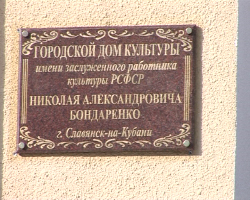 ГОРОДСКОЙ ДОМ КУЛЬТУРЫ
имени заслуженного работника
культуры РСФСР
НИКОЛАЯ АЛЕКСАНДРОВИЧА
БОНДАРЕНКО
г. Славянск-на-Кубани